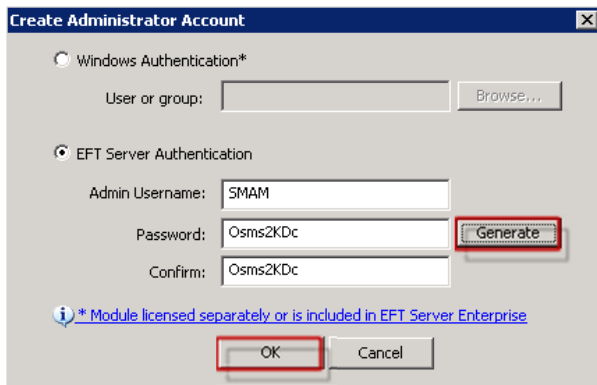 Create Administrator Account
Windows Authentication*
User or group:
Browse...
EFT Server Authentication
Admin Username: SMAM
Password: Osms2KDc Generate
Confirm: Osms2KDc
* Module licensed separately or is included in EFT Server Enterprise
OK Cancel